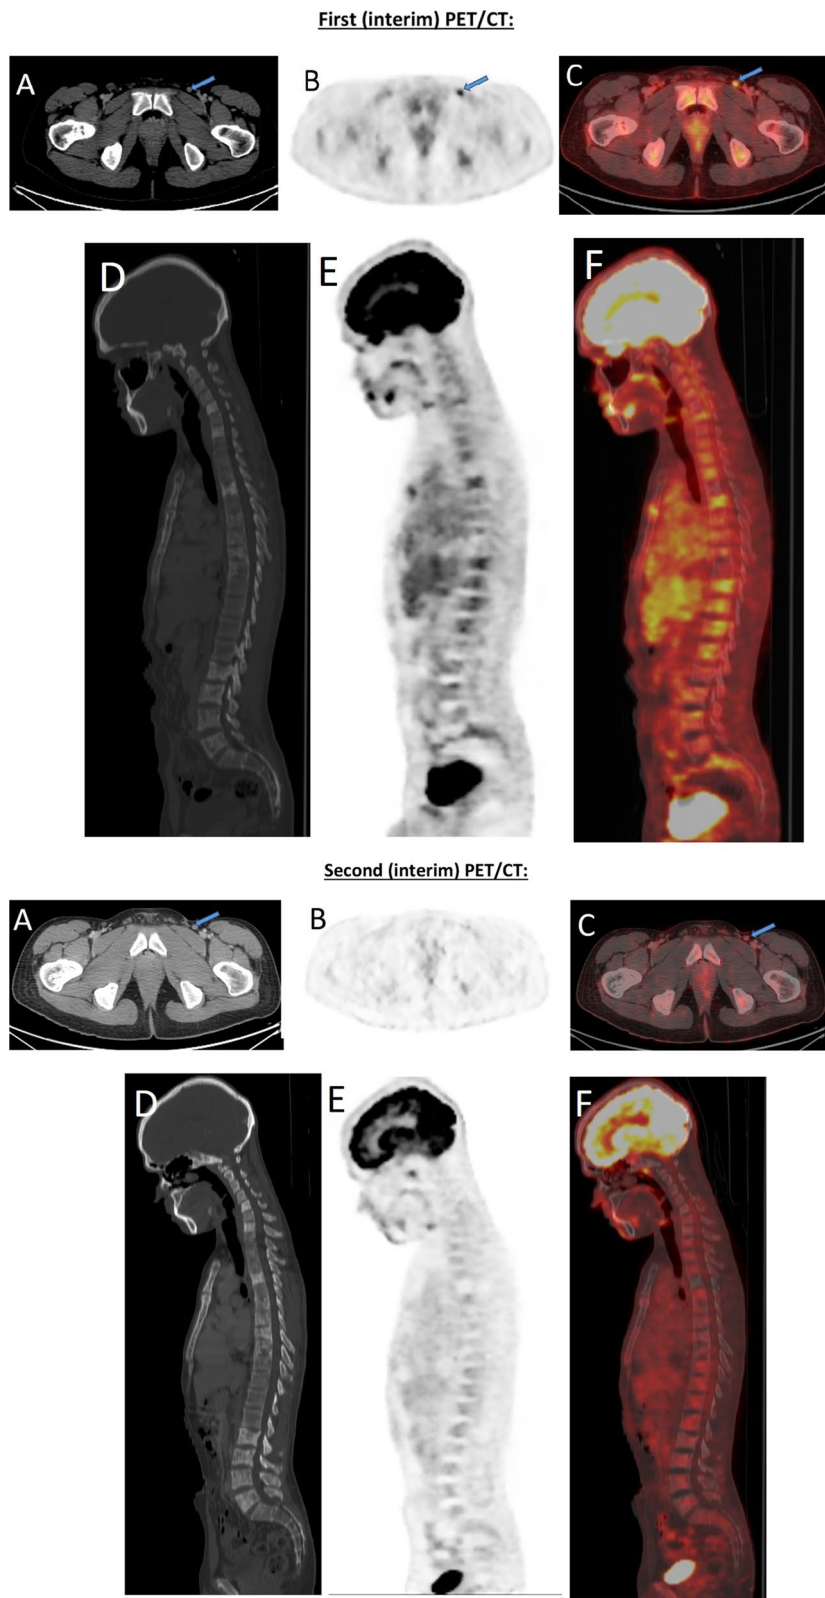 First (interim) PET/CT:
A
B
C
D
E
F
Second (interim) PET/CT:
A
B
C
D
E
F